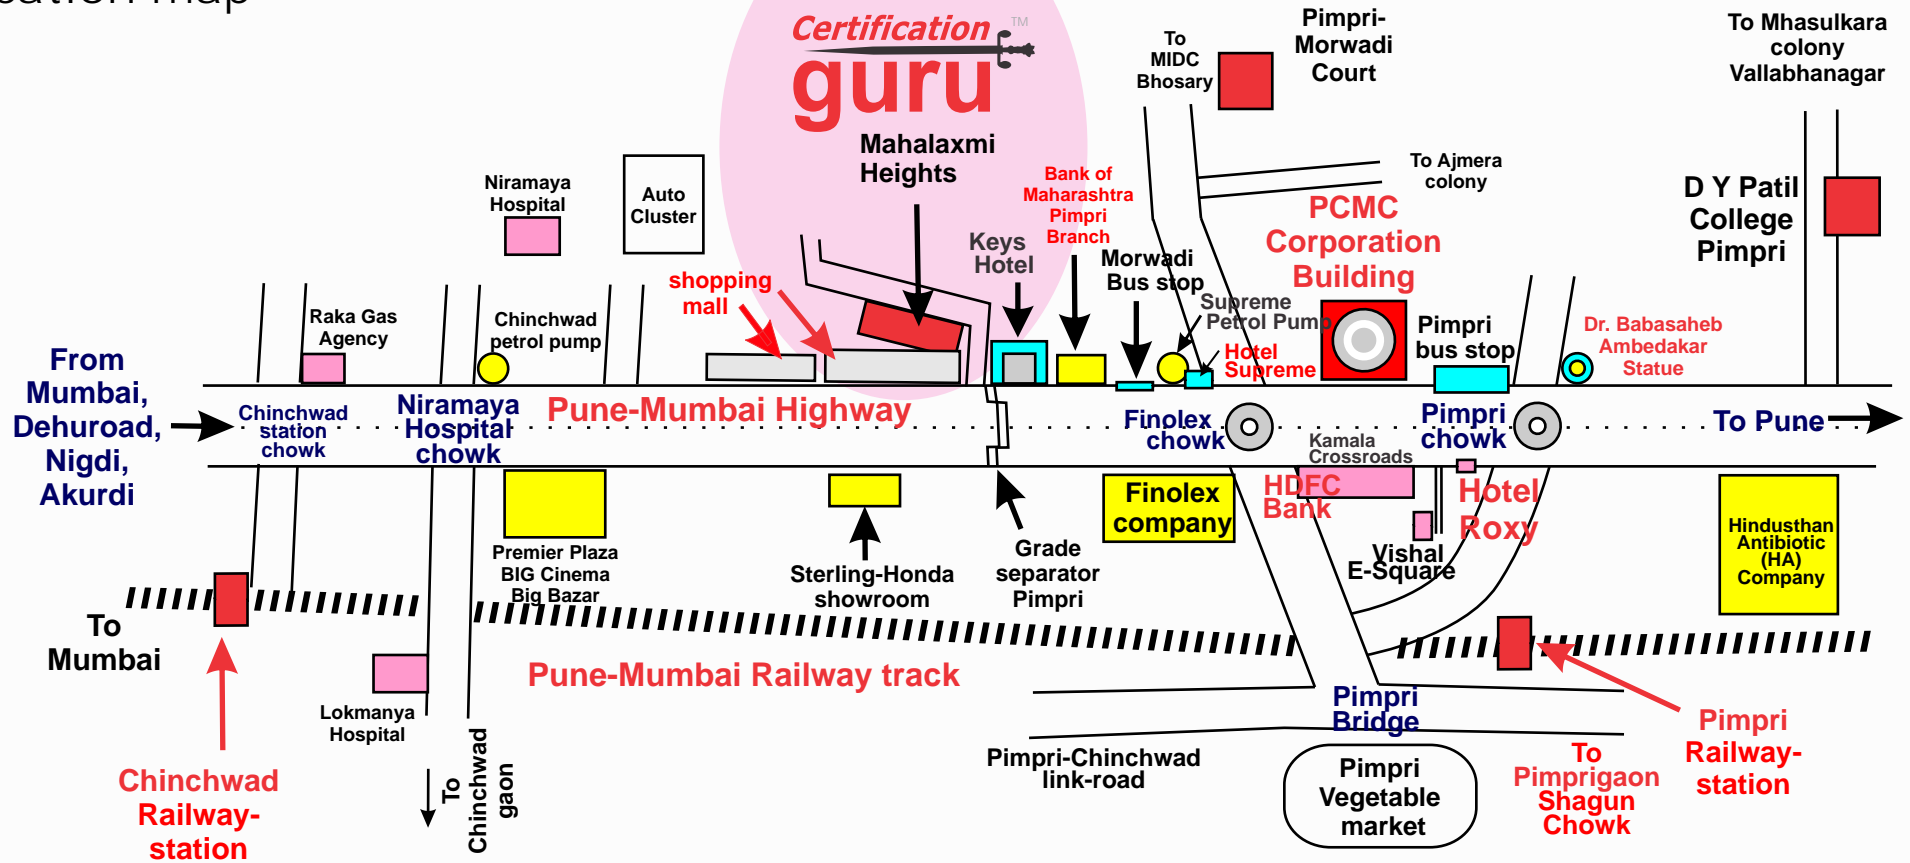 Certification
TM
guru
Mahalaxmi
Heights
To
MIDC
Bhosary
Pimpri-
Morwadi
Court
To Mhasulkara
colony
Vallabhanagar
To Ajmera
colony
Niramaya
Hospital
Auto
Cluster
Bank of
Maharashtra
Pimpri
Branch
Keys
Hotel
Morwadi
Bus stop
PCMC
Corporation
Building
D Y Patil
College
Pimpri
shopping
mall
Raka Gas
Agency
Chinchwad
petrol pump
Supreme
Petrol Pump
Hotel
Supreme
Pimpri
bus stop
Dr. Babasaheb
Ambedakar
Statue
From
Mumbai,
Dehuroad,
Nigdi,
Akurdi
Chinchwad
station
chowk
Niramaya
Hospital
chowk
Pune-Mumbai Highway
Finolex
chowk
Kamala
Crossroads
Pimpri
chowk
To Pune
Premier Plaza
BIG Cinema
Big Bazar
Sterling-Honda
showroom
Grade
separator
Pimpri
Finolex
company
HDFC
Bank
Vishal
E-Square
Hotel
Roxy
Hindusthan
Antibiotic
(HA)
Company
To
Mumbai
Pune-Mumbai Railway track
Lokmanya
Hospital
Chinchwad
Railway-
station
To
Chinchwad
gaon
Pimpri-Chinchwad
link-road
Pimpri
Bridge
Pimpri
Vegetable
market
To
Pimprigaon
Shagun
Chowk
Pimpri
Railway-
station